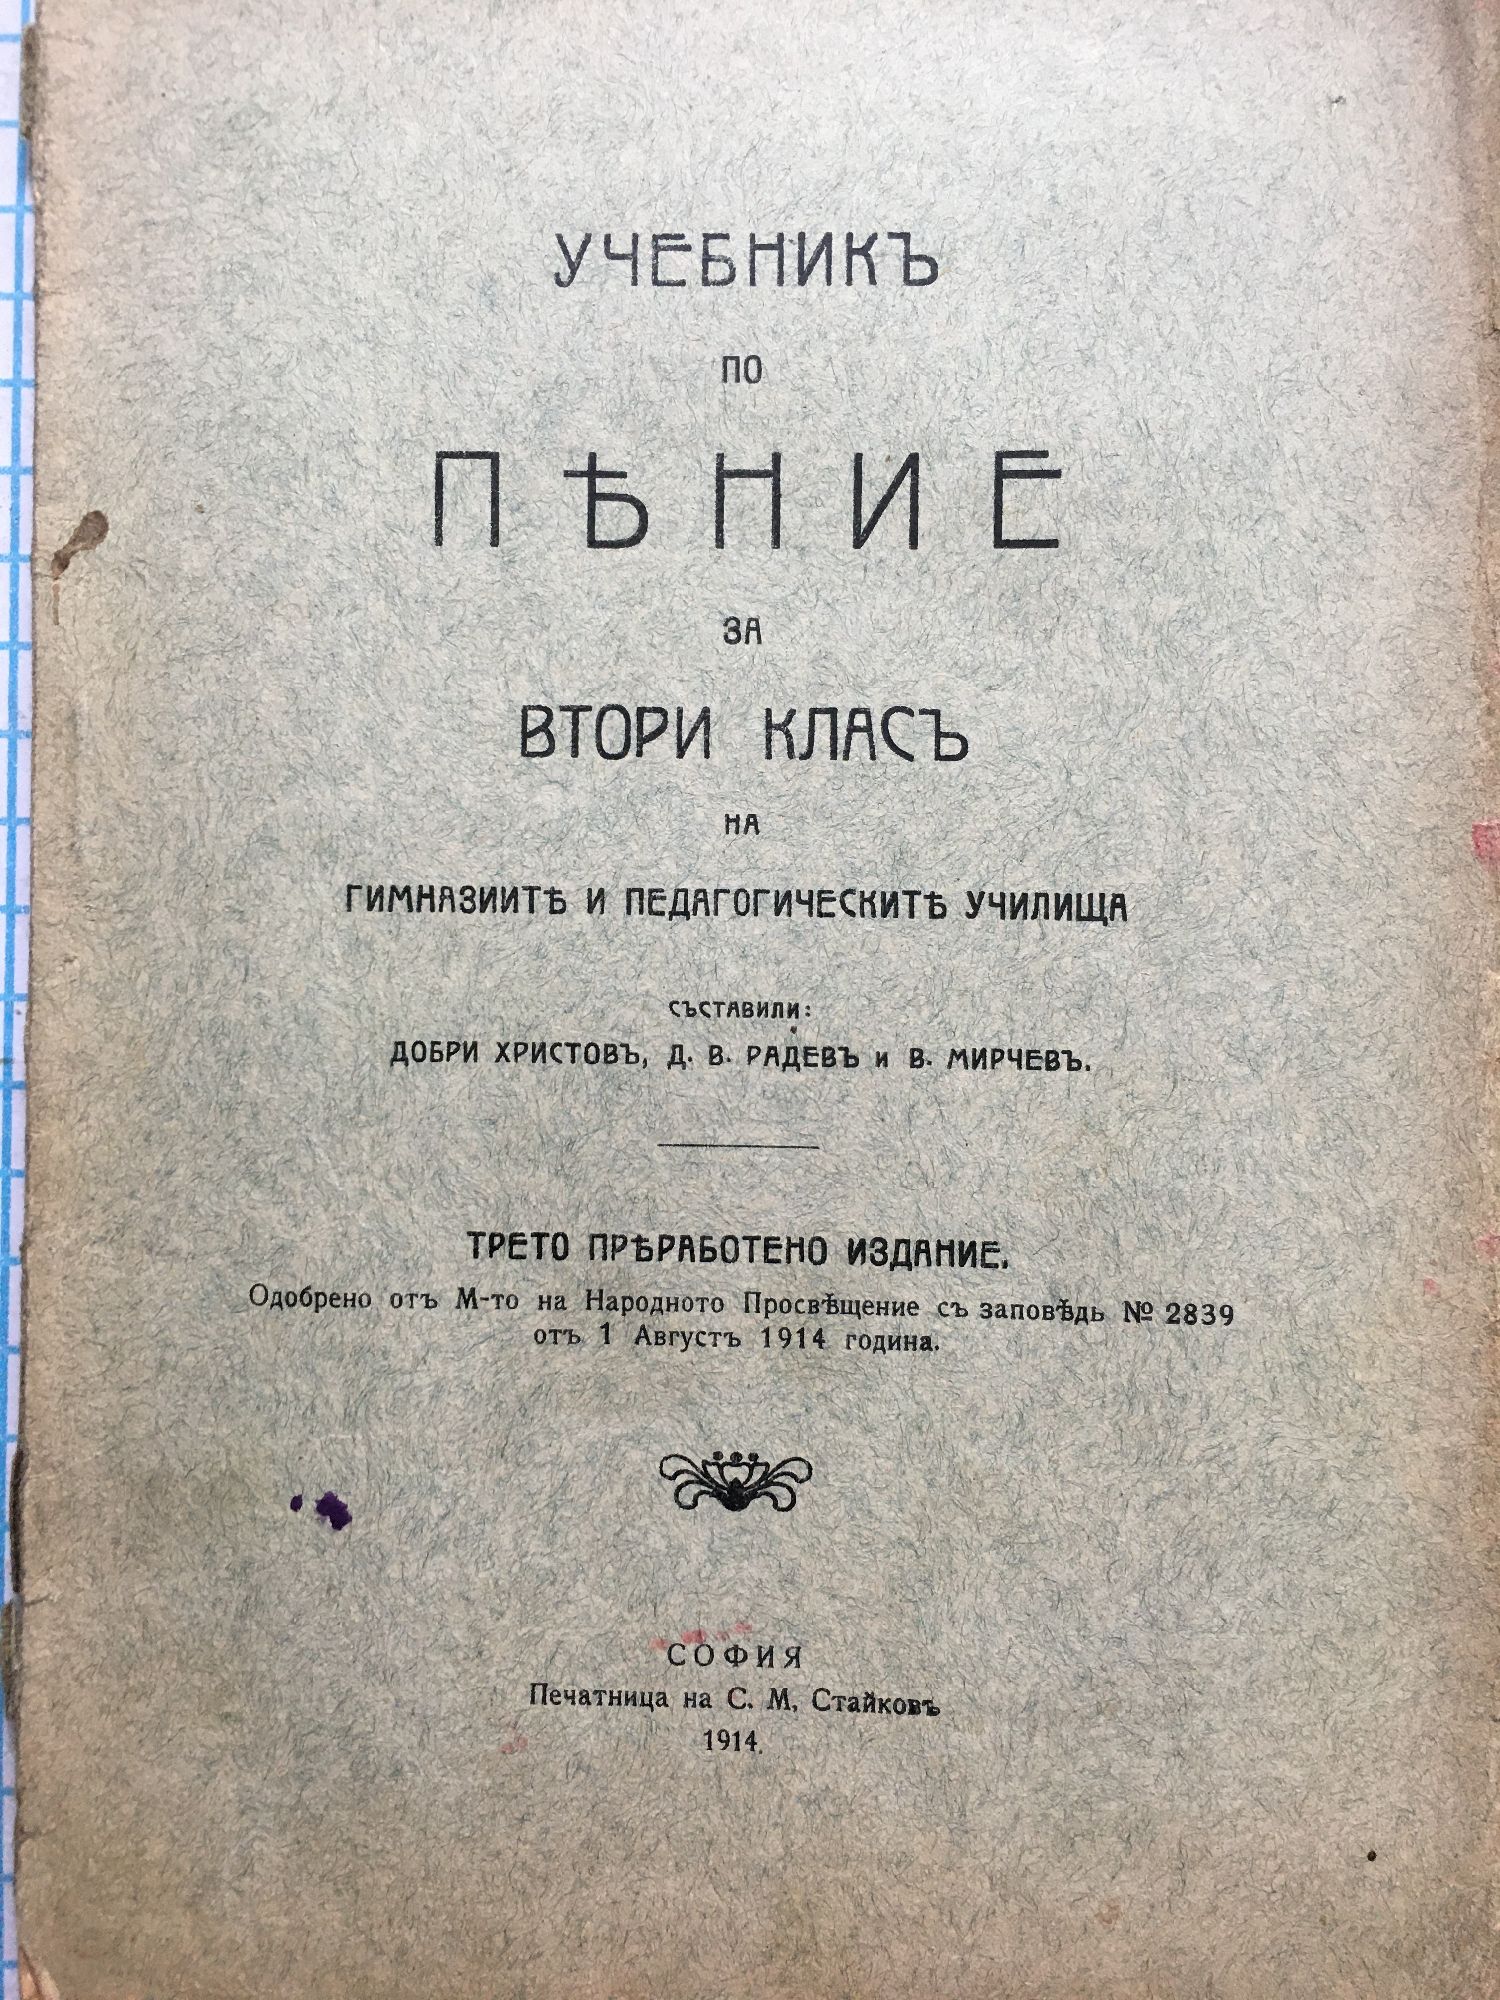 УЧЕБНИКЪ
ПО
ПѢНИЕ
ЗА
ВТОРИ КЛАСЪ
НА
ГИМНАЗИИТѢ И ПЕДАГОГИЧЕСКИТѢ УЧИЛИЩА
СЪСТАВИЛИ:
ДОБРИ ХРИСТОВЪ, Д. В. РАДЕВЪ и В. МИРЧЕВЪ.
ТРЕТО ПРѢРАБОТЕНО ИЗДАНИЕ.
Одобрено отъ М-то на Народното Просвѣщение съ заповѣдь № 2839
отъ 1 Августъ 1914 година.
СОФИЯ
Печатница на С. М. Стайковъ
1914.